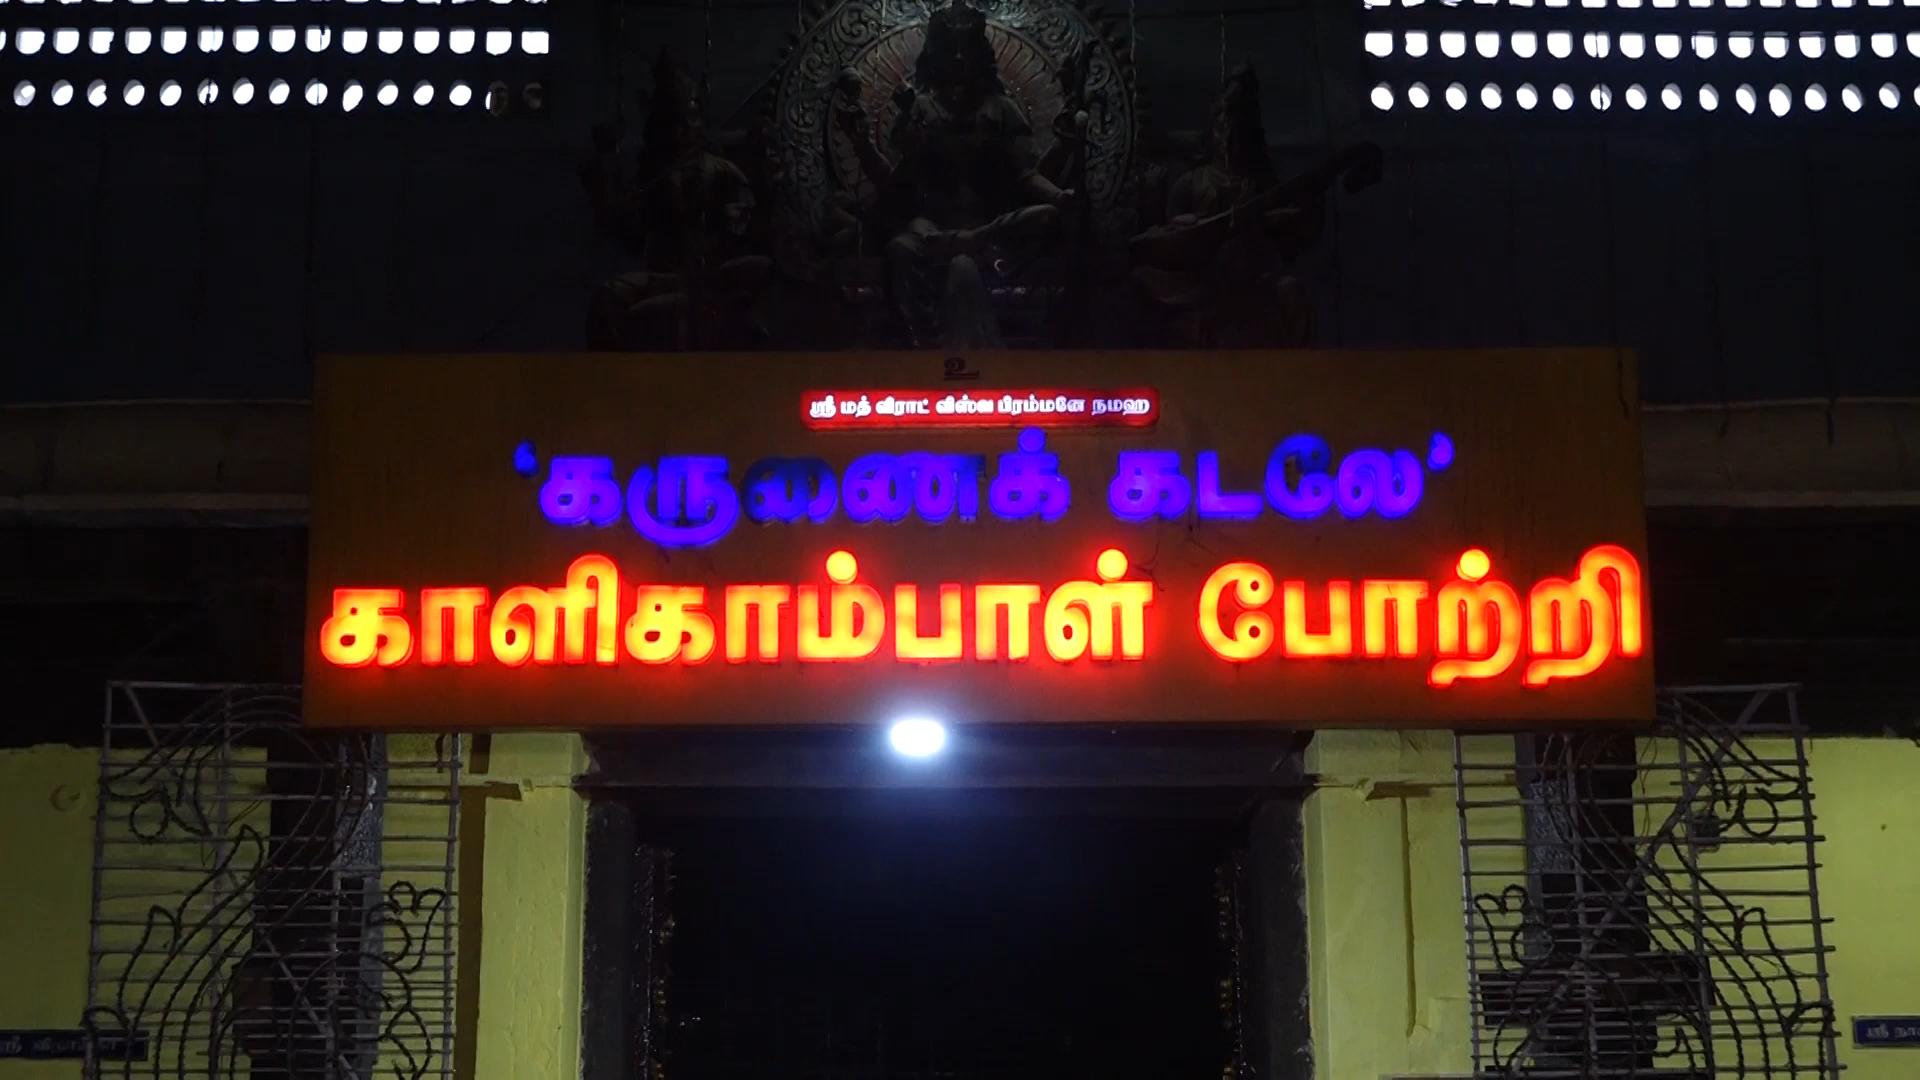 உ
ஸ்ரீ மத் விராட் விஸ்வ பிரம்மனே நமஹ
‘கருணைக் கடலே’
காளிகாம்பாள் போற்றி
ஸ்ரீ
ஸ்ரீ